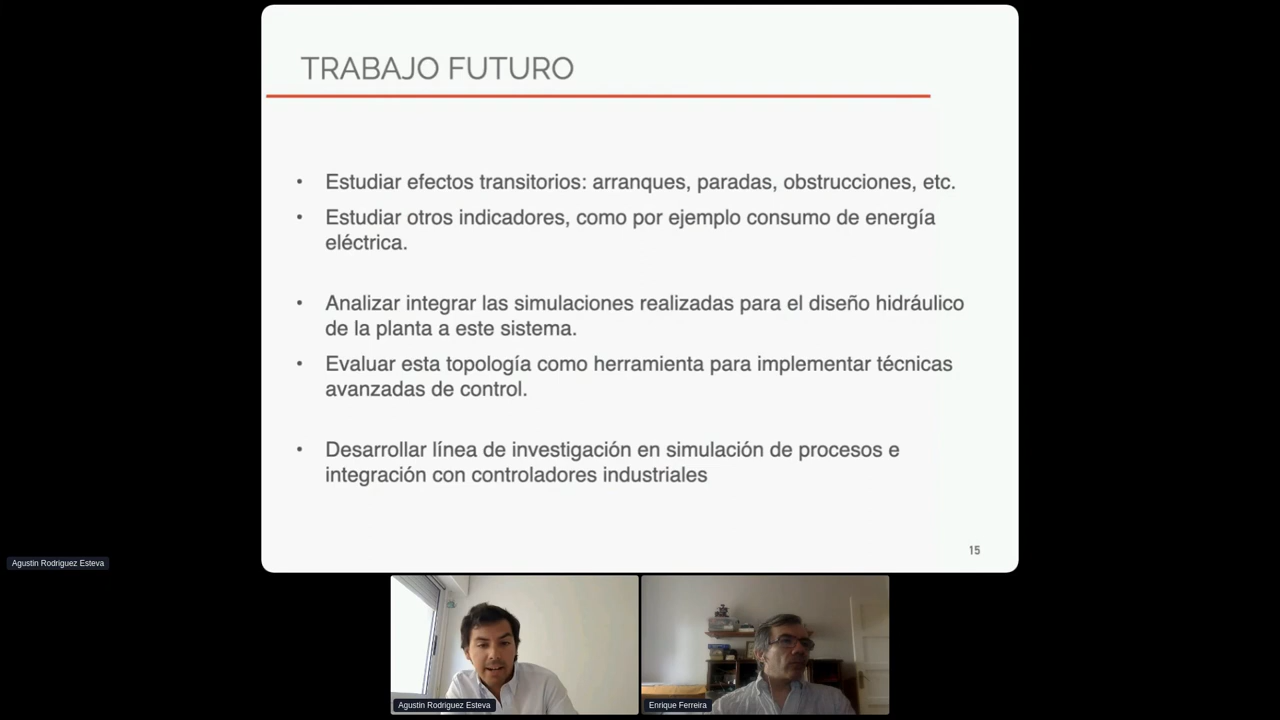 TRABAJO FUTURO
• Estudiar efectos transitorios: arranques, paradas, obstrucciones, etc.
• Estudiar otros indicadores, como por ejemplo consumo de energía
eléctrica.
• Analizar integrar las simulaciones realizadas para el diseño hidráulico
de la planta a este sistema.
• Evaluar esta topología como herramienta para implementar técnicas
avanzadas de control.
• Desarrollar línea de investigación en simulación de procesos e
integración con controladores industriales
15
Agustin Rodriguez Esteva
Agustin Rodriguez Esteva
Enrique Ferreira